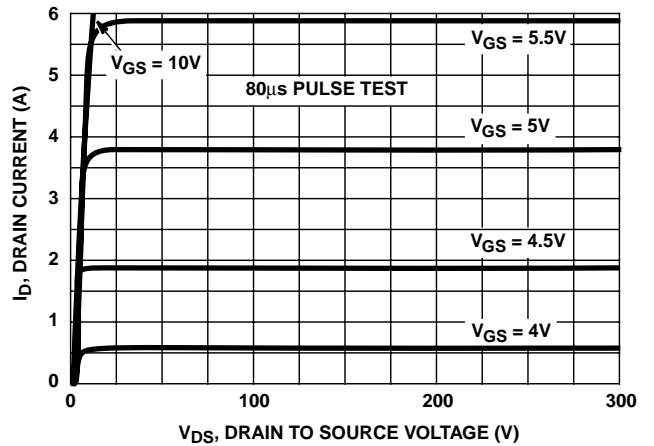 6
5
4
3
2
1
0
I_D, DRAIN CURRENT (A)
V_GS = 10V
80μs PULSE TEST
V_GS = 5.5V
V_GS = 5V
V_GS = 4.5V
V_GS = 4V
0 100 200 300
V_DS, DRAIN TO SOURCE VOLTAGE (V)